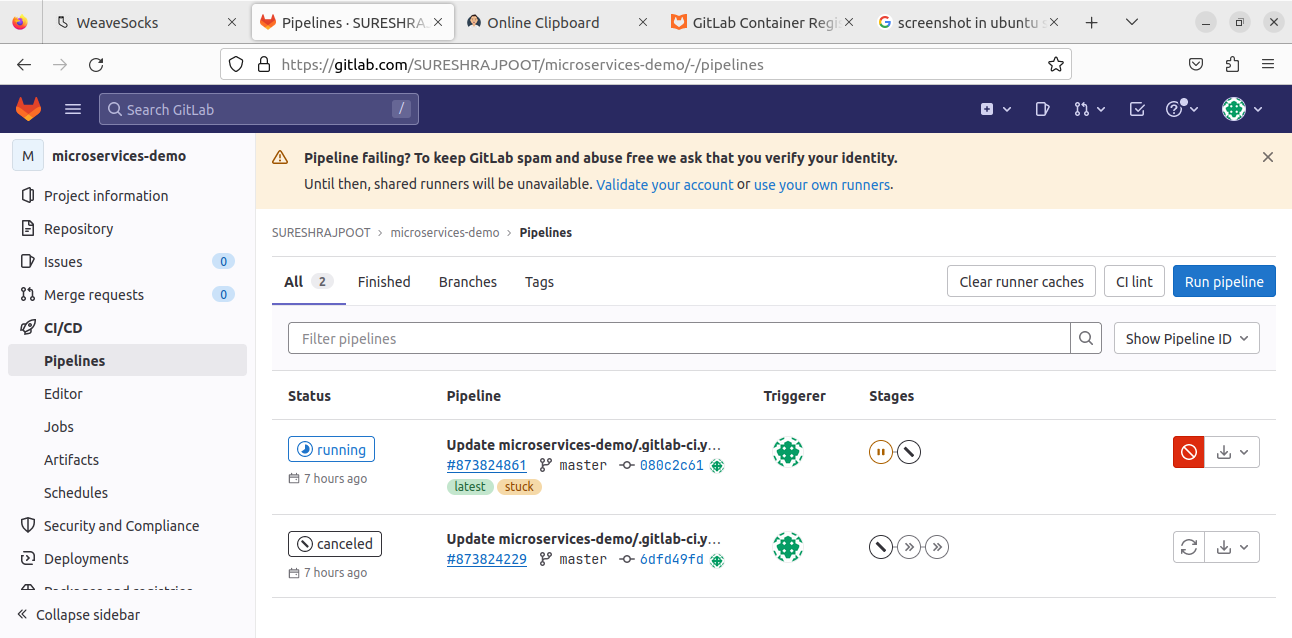 WeaveSocks
Pipelines · SURESHRA
Online Clipboard
GitLab Container Regi
screenshot in ubuntu
https://gitlab.com/SURESHRAJPOOT/microservices-demo/-/pipelines
Search GitLab
/
M
microservices-demo
Project information
Repository
Issues
0
Merge requests
0
CI/CD
Pipelines
Editor
Jobs
Artifacts
Schedules
Security and Compliance
Deployments
Packages and registries
Collapse sidebar
Pipeline failing? To keep GitLab spam and abuse free we ask that you verify your identity.
Until then, shared runners will be unavailable. Validate your account or use your own runners.
SURESHRAJPOOT › microservices-demo › Pipelines
All 2
Finished
Branches
Tags
Clear runner caches
CI lint
Run pipeline
Filter pipelines
Show Pipeline ID
Status
Pipeline
Triggerer
Stages
running
7 hours ago
Update microservices-demo/.gitlab-ci.y…
#873824861 master 080c2c61
latest stuck
canceled
7 hours ago
Update microservices-demo/.gitlab-ci.y…
#873824229 master 6dfd49fd